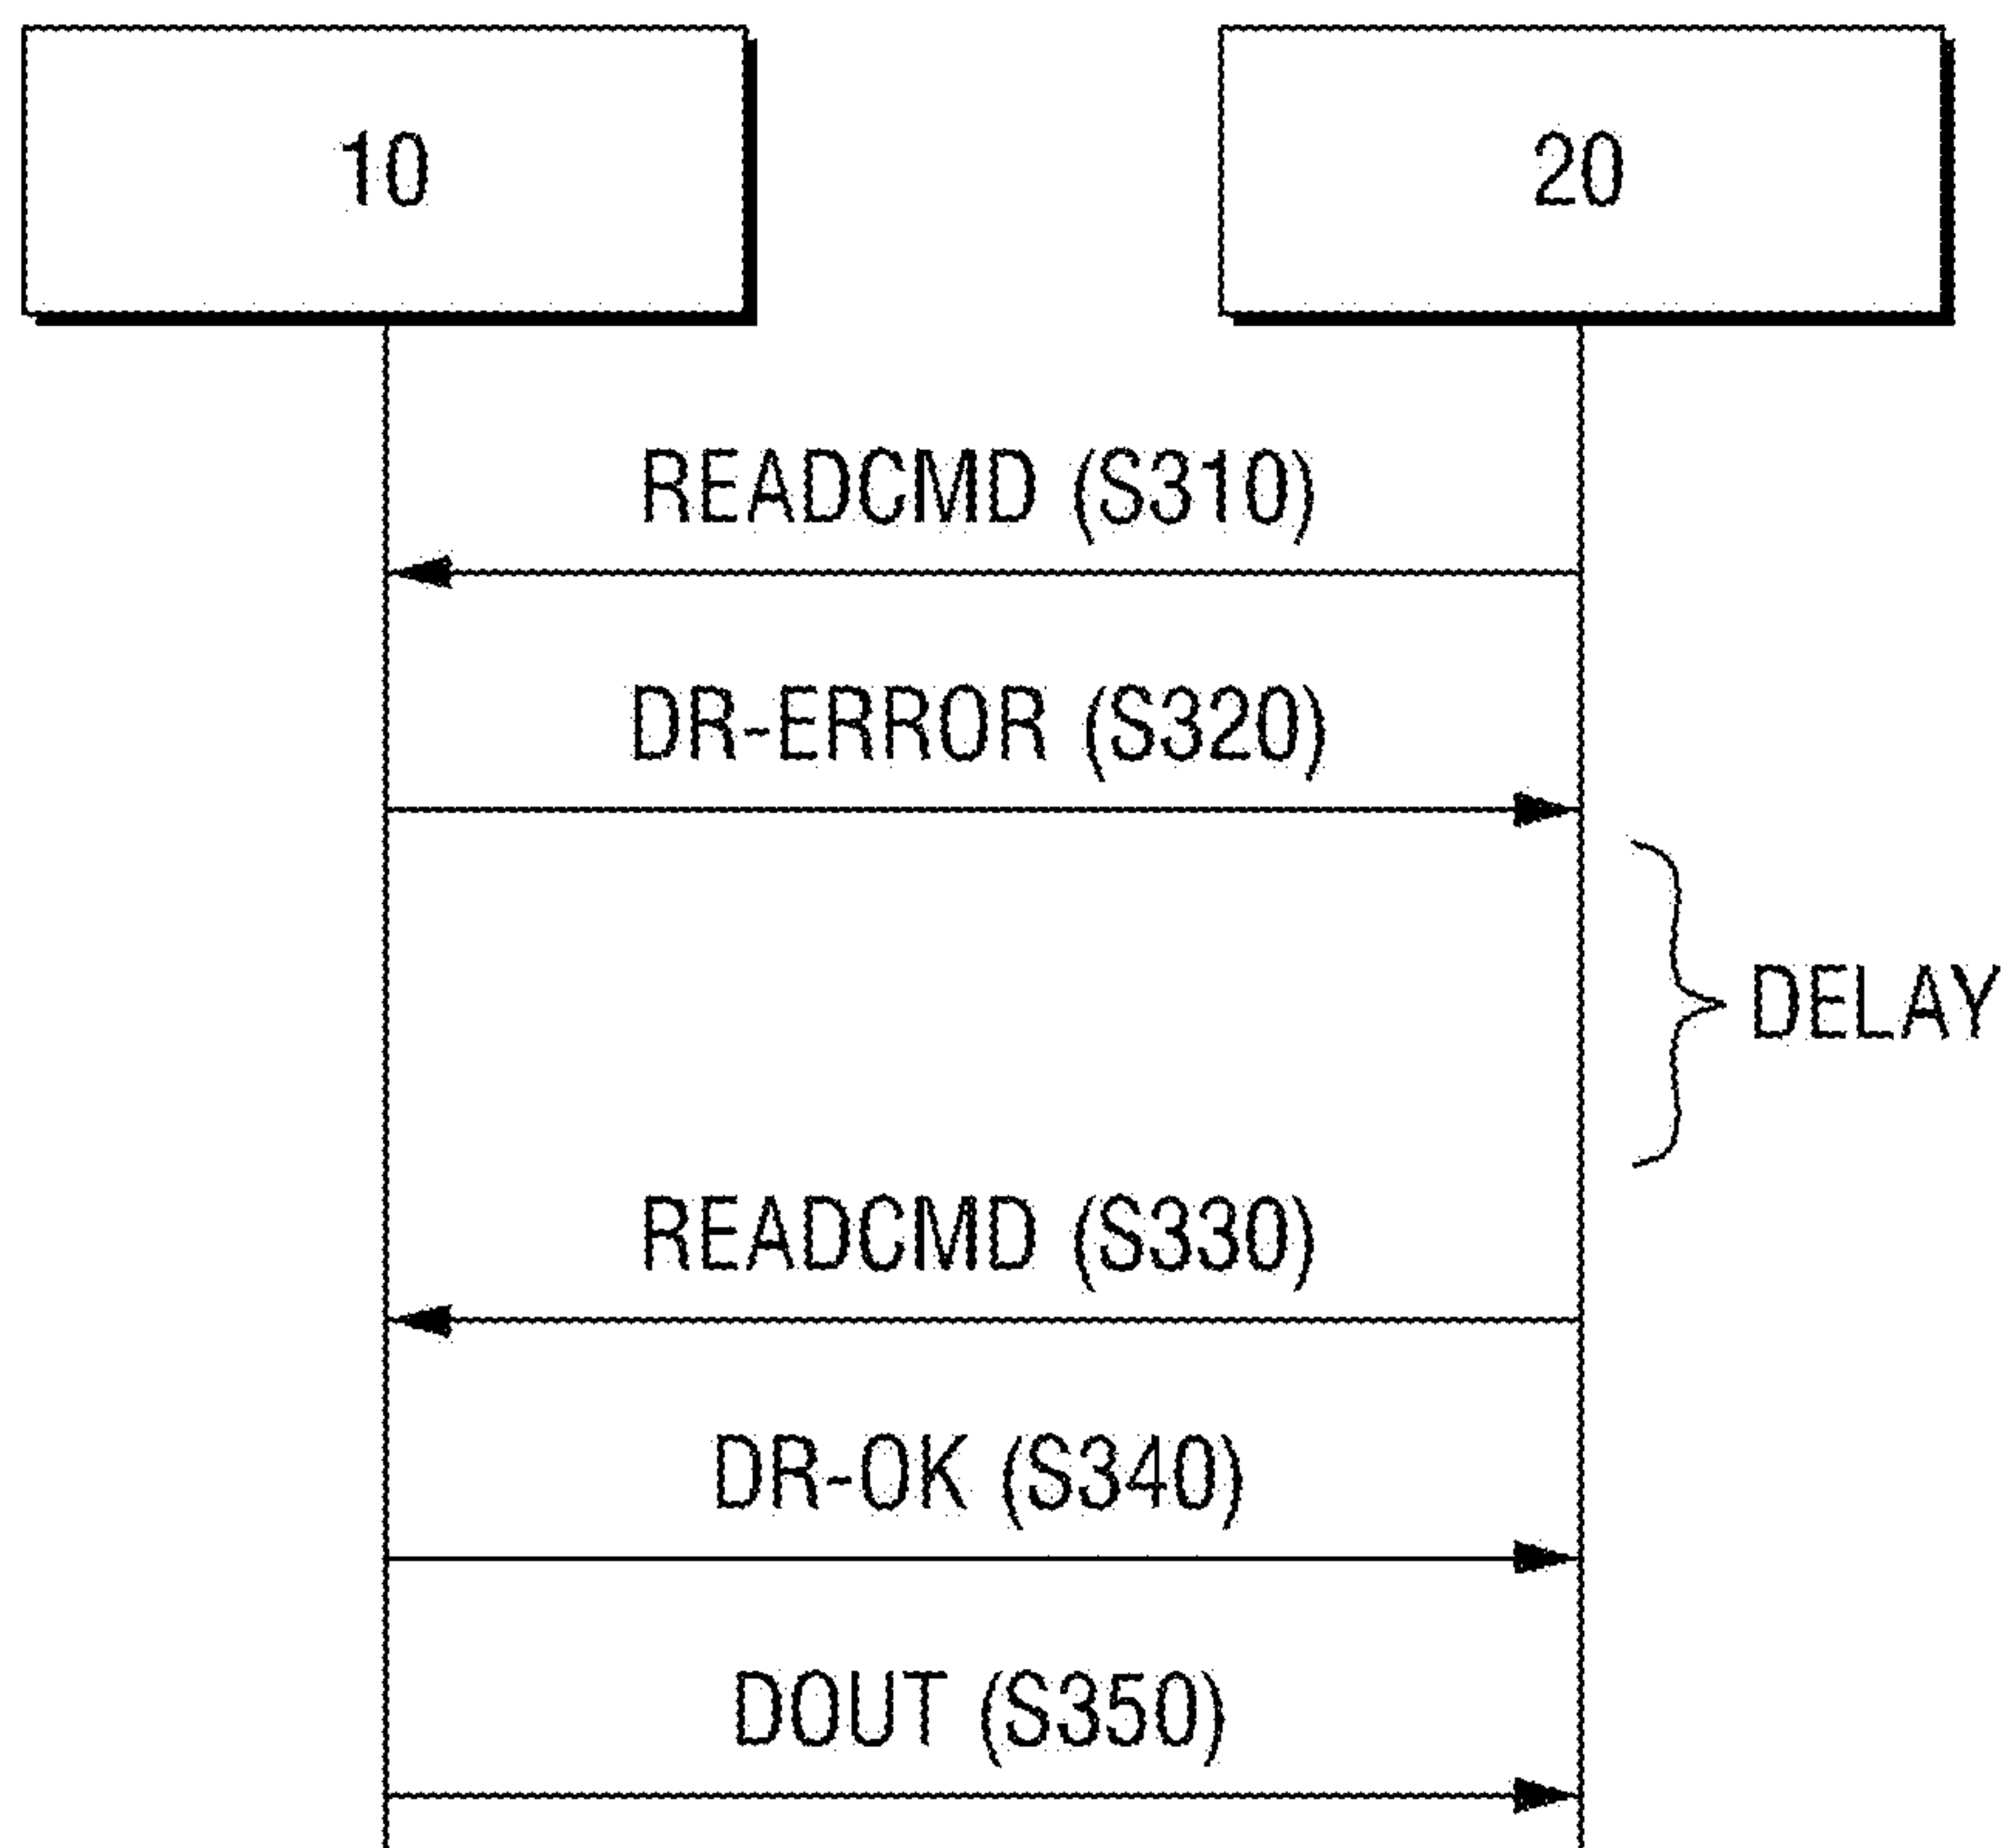 10
20
READCMD (S310)
DR-ERROR (S320)
DELAY
READCMD (S330)
DR-OK (S340)
DOUT (S350)